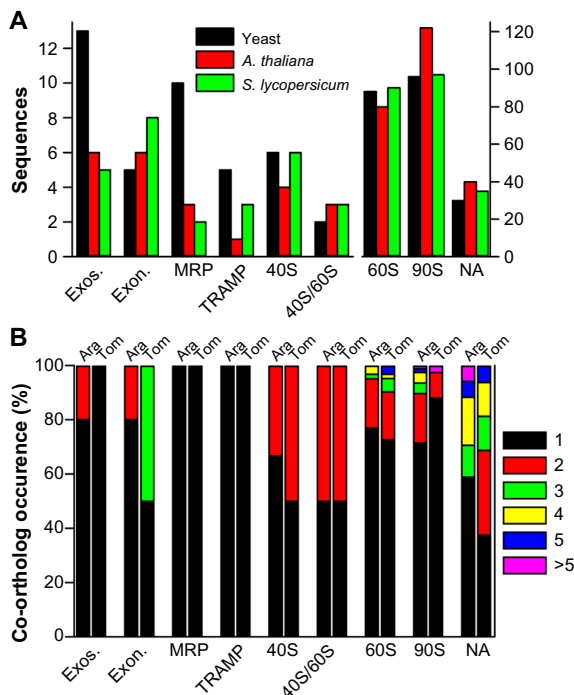 A
Sequences
12
10
8
6
4
2
0
Yeast
A. thaliana
S. lycopersicum
120
100
80
60
40
20
0
Exos.
Exon.
MRP
TRAMP
40S
40S/60S
60S
90S
NA
B
Co-ortholog occurence (%)
Ara Tom Ara Tom Ara Tom Ara Tom Ara Tom Ara Tom Ara Tom Ara Tom Ara Tom
100
80
60
40
20
0
1
2
3
4
5
>5
Exos.
Exon.
MRP
TRAMP
40S
40S/60S
60S
90S
NA